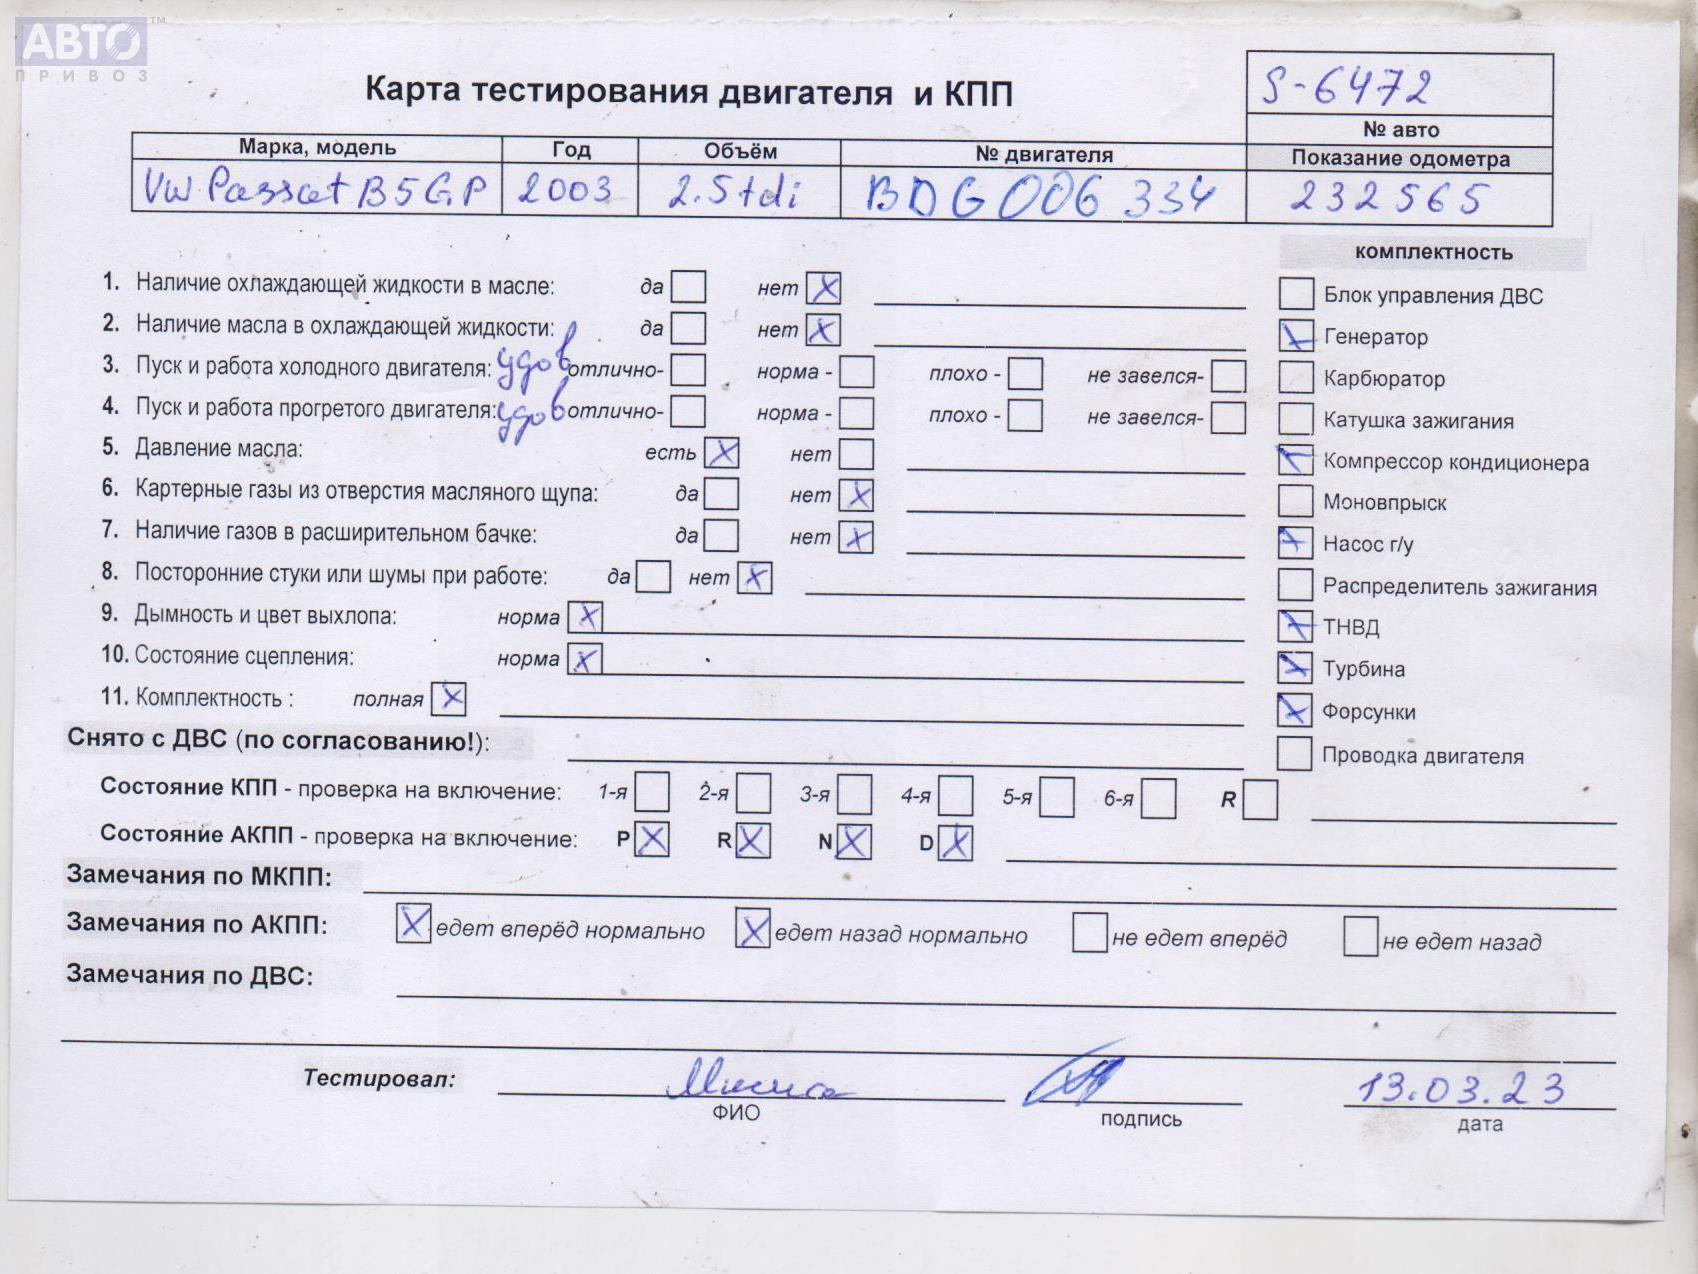 АВТО™
ПРИВОЗ
Карта тестирования двигателя и КПП
S-6472
№ авто
Марка, модель Год Объём № двигателя Показание одометра
VW Passat B5 GP 2003 2.5 tdi BDG 006 334 232565
комплектность
1. Наличие охлаждающей жидкости в масле: да нет X
Блок управления ДВС
2. Наличие масла в охлаждающей жидкости: да нет X
Генератор
3. Пуск и работа холодного двигателя: удов отлично- норма - плохо - не завелся-
Карбюратор
4. Пуск и работа прогретого двигателя: удов отлично- норма - плохо - не завелся-
Катушка зажигания
5. Давление масла: есть X нет
Компрессор кондиционера
6. Картерные газы из отверстия масляного щупа: да нет X
Моновпрыск
7. Наличие газов в расширительном бачке: да нет X
Насос г/у
8. Посторонние стуки или шумы при работе: да нет X
Распределитель зажигания
9. Дымность и цвет выхлопа: норма X
ТНВД
10. Состояние сцепления: норма X
Турбина
11. Комплектность : полная X
Форсунки
Снято с ДВС (по согласованию!):
Проводка двигателя
Состояние КПП - проверка на включение: 1-я 2-я 3-я 4-я 5-я 6-я R
Состояние АКПП - проверка на включение: P X R X N X D X
Замечания по МКПП:
Замечания по АКПП: X едет вперёд нормально X едет назад нормально не едет вперёд не едет назад
Замечания по ДВС:
Тестировал: 13.03.23
ФИО подпись дата